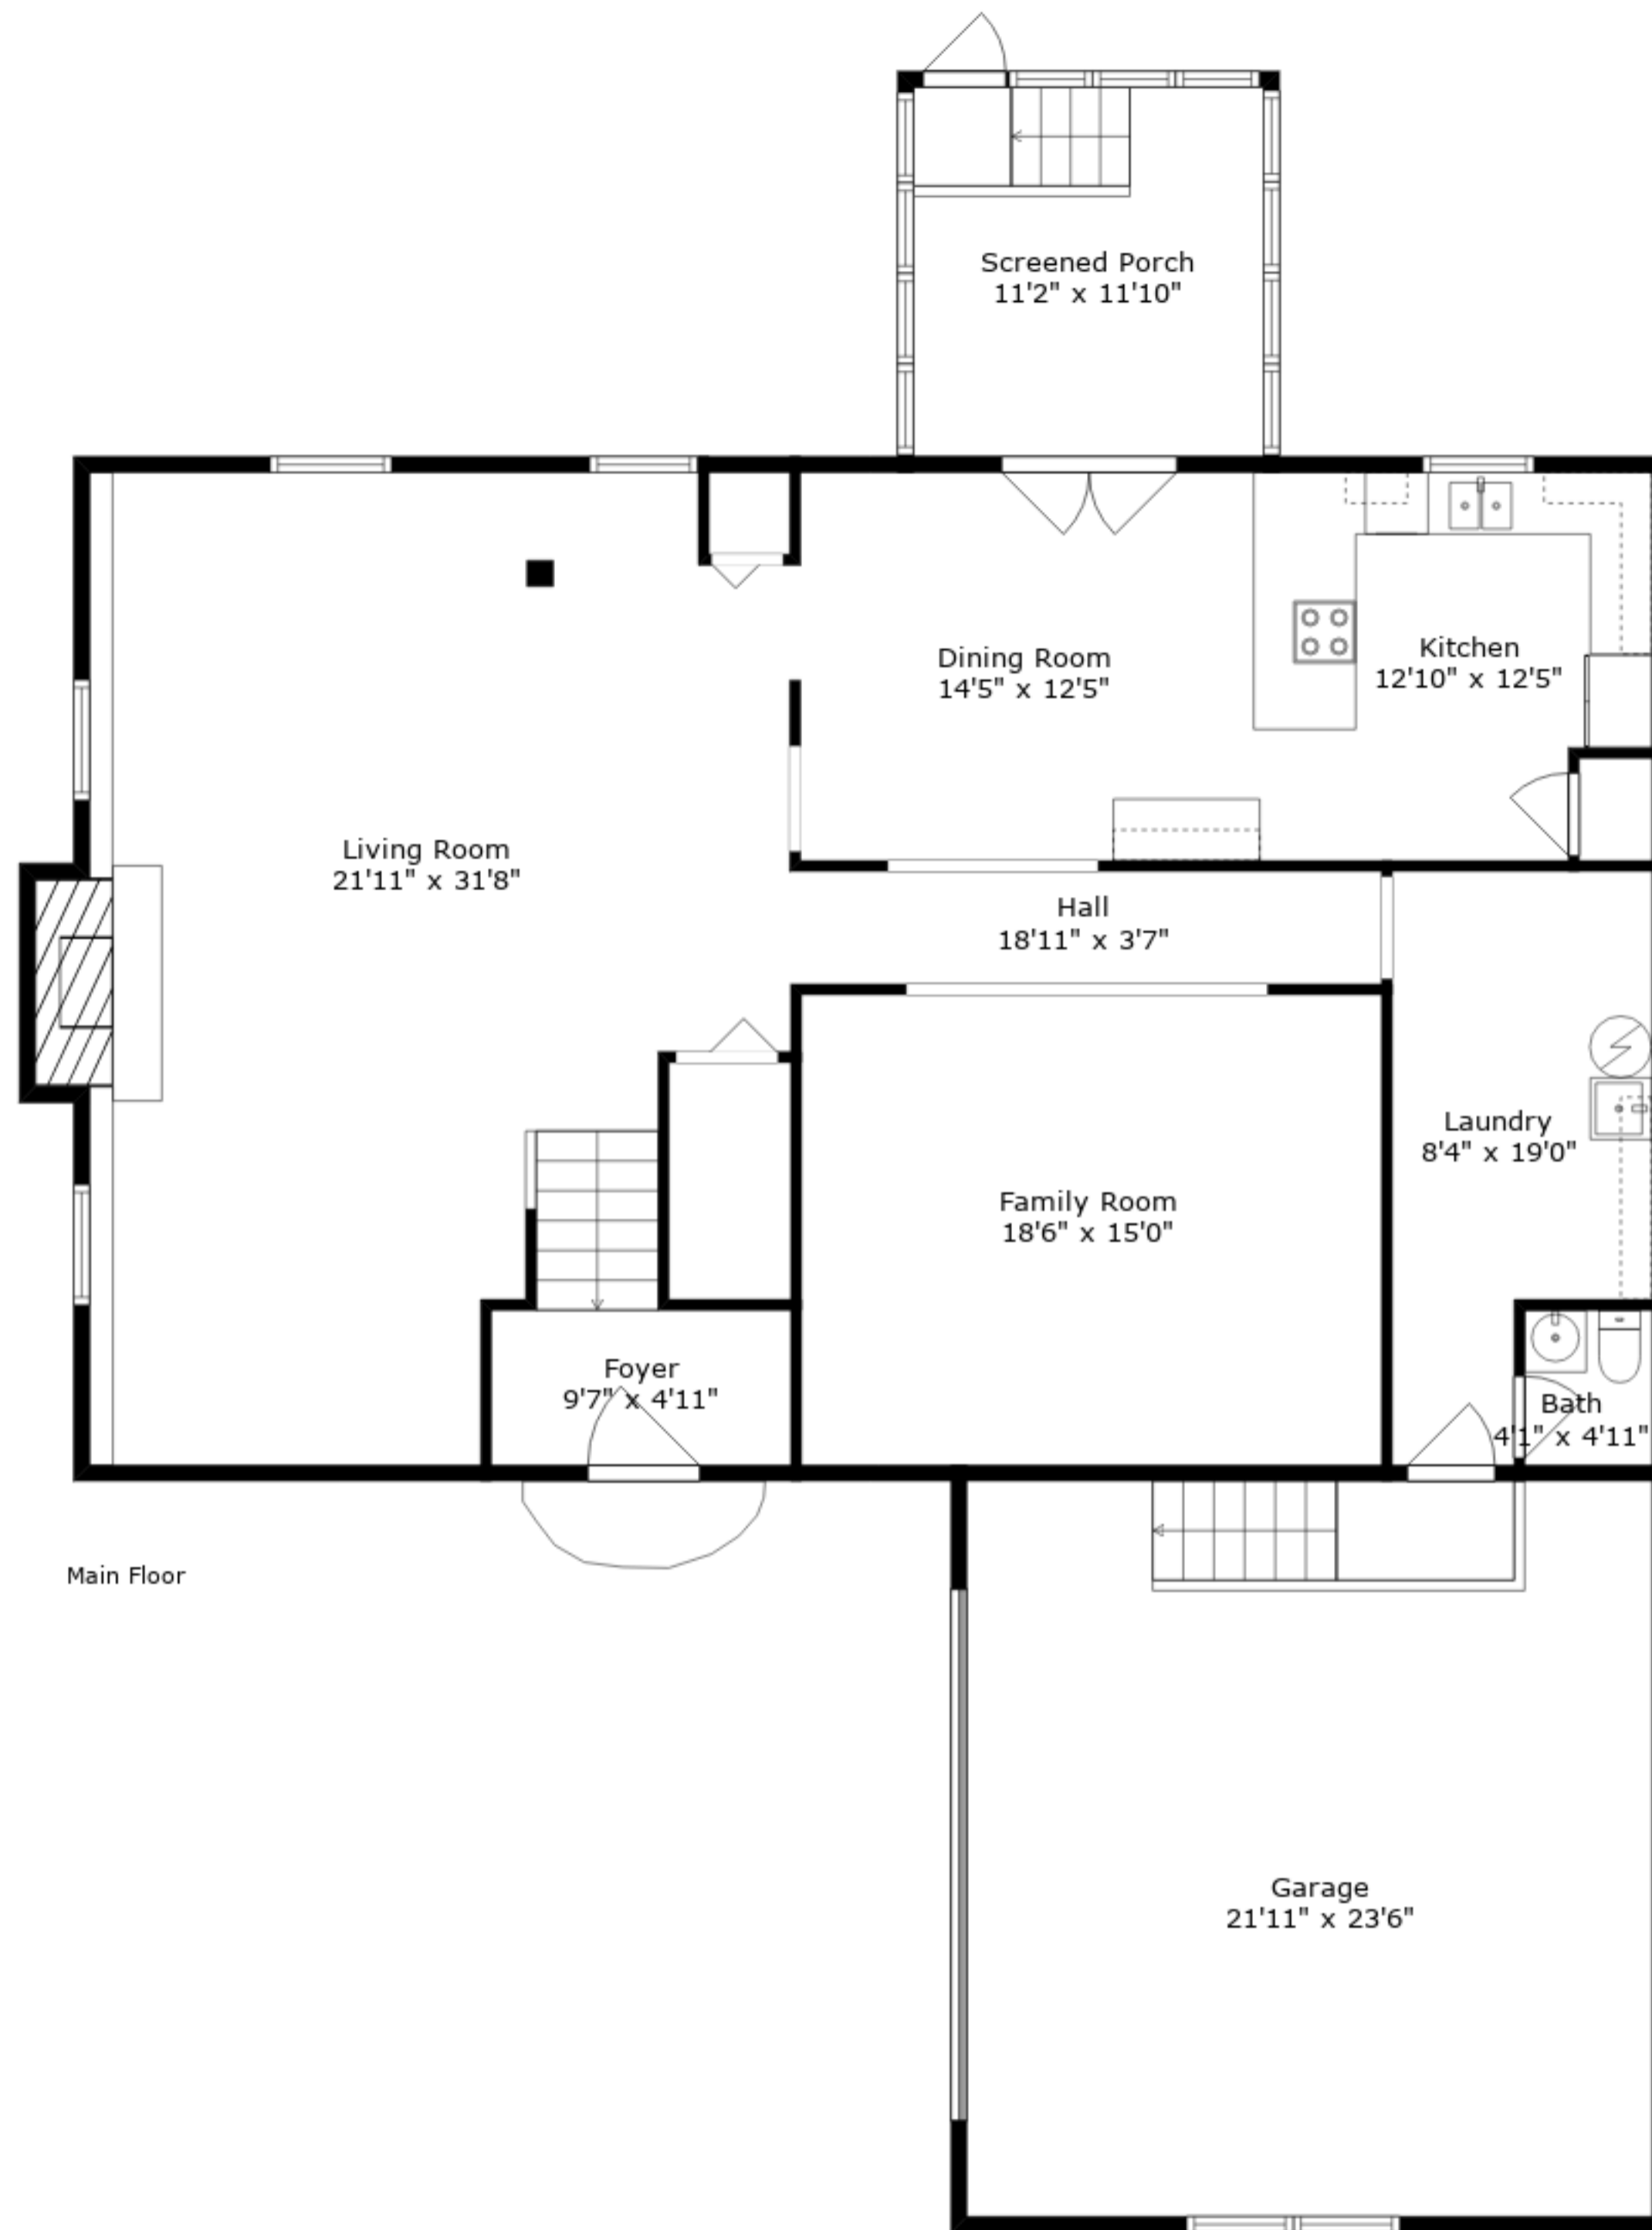 Screened Porch
11'2" x 11'10"
Dining Room
14'5" x 12'5"
Kitchen
12'10" x 12'5"
Living Room
21'11" x 31'8"
Hall
18'11" x 3'7"
Laundry
8'4" x 19'0"
Family Room
18'6" x 15'0"
Foyer
9'7" x 4'11"
Bath
4'1" x 4'11"
Main Floor
Garage
21'11" x 23'6"